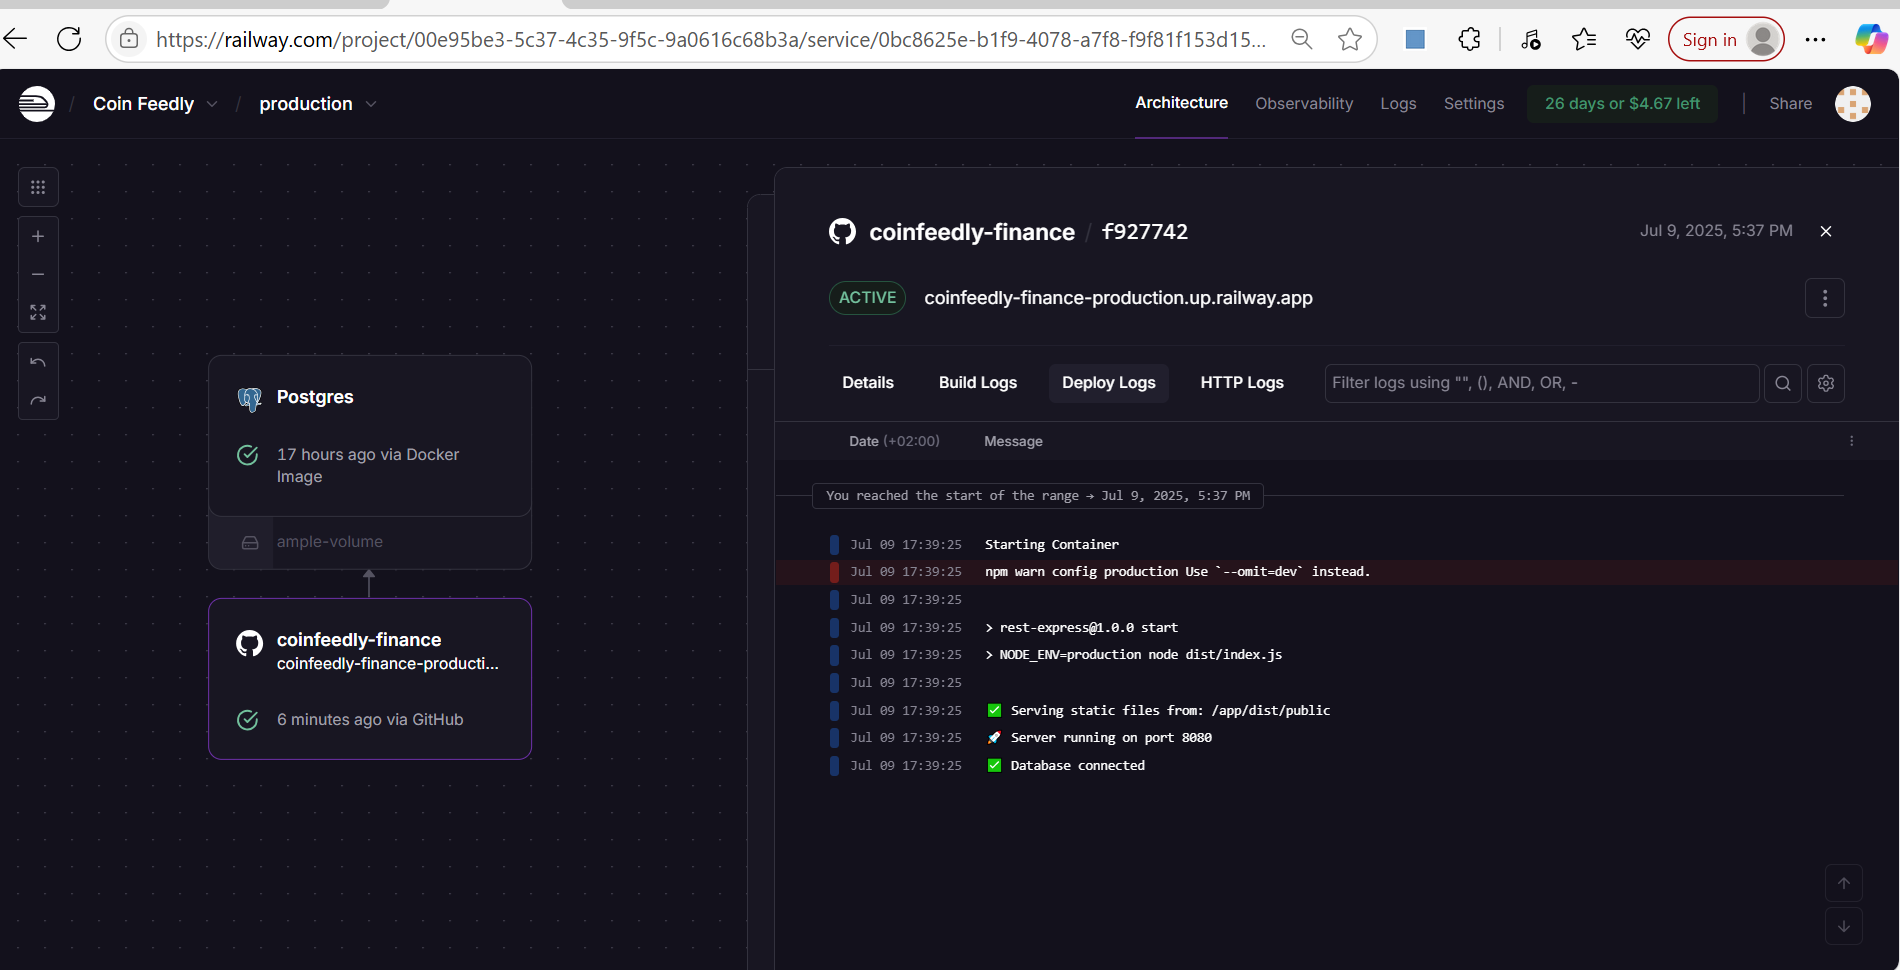 https://railway.com/project/00e95be3-5c37-4c35-9f5c-9a0616c68b3a/service/0bc8625e-b1f9-4078-a7f8-f9f81f153d15...
Sign in
/ Coin Feedly / production
Architecture
Observability
Logs
Settings
26 days or $4.67 left
Share
Postgres
17 hours ago via Docker
Image
ample-volume
coinfeedly-finance
coinfeedly-finance-producti...
6 minutes ago via GitHub
coinfeedly-finance / f927742
Jul 9, 2025, 5:37 PM
ACTIVE
coinfeedly-finance-production.up.railway.app
Details
Build Logs
Deploy Logs
HTTP Logs
Filter logs using "", (), AND, OR, -
Date (+02:00) Message
You reached the start of the range → Jul 9, 2025, 5:37 PM
Jul 09 17:39:25 Starting Container
Jul 09 17:39:25 npm warn config production Use `--omit=dev` instead.
Jul 09 17:39:25
Jul 09 17:39:25 > rest-express@1.0.0 start
Jul 09 17:39:25 > NODE_ENV=production node dist/index.js
Jul 09 17:39:25
Jul 09 17:39:25 ✅ Serving static files from: /app/dist/public
Jul 09 17:39:25 🚀 Server running on port 8080
Jul 09 17:39:25 ✅ Database connected